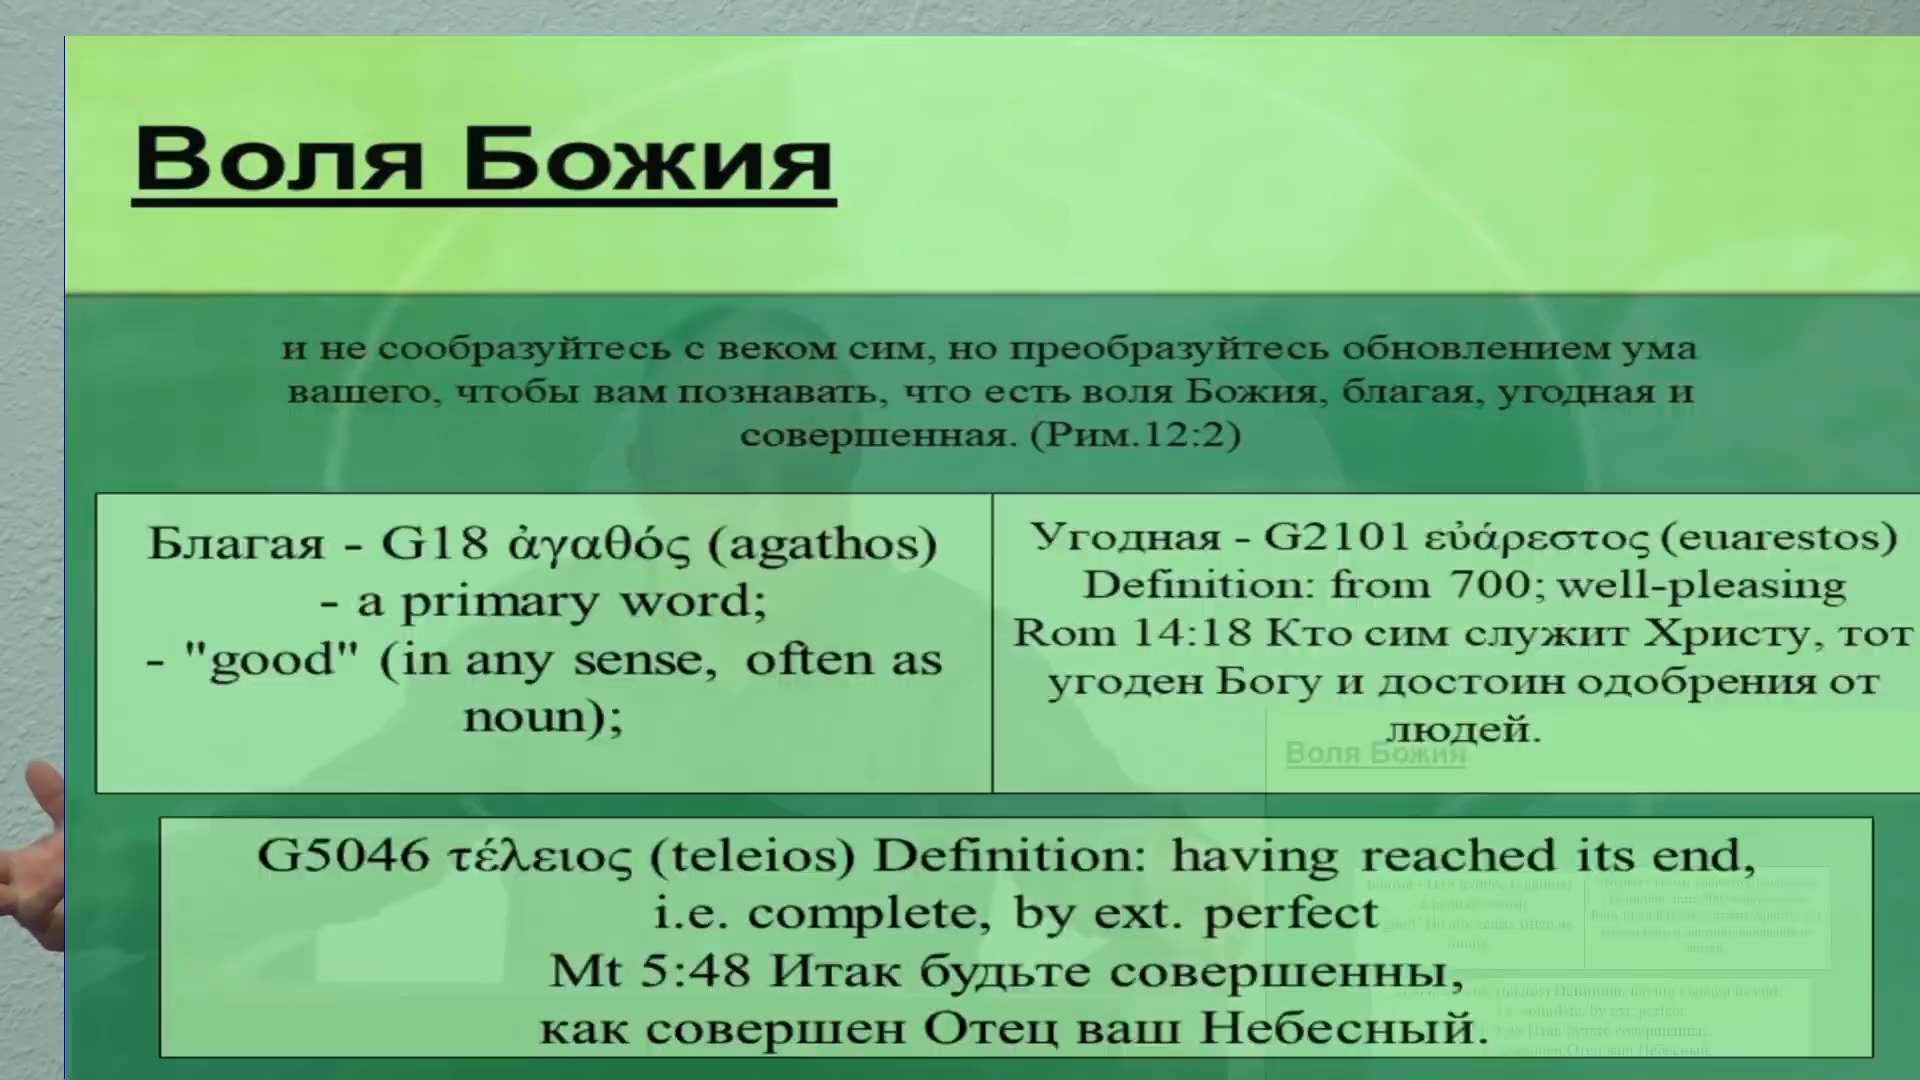 Воля Божия
и не сообразуйтесь с веком сим, но преобразуйтесь обновлением ума
вашего, чтобы вам познавать, что есть воля Божия, благая, угодная и
совершенная. (Рим.12:2)
Благая - G18 ἀγαθός (agathos)
- a primary word;
- "good" (in any sense, often as
noun);
Угодная - G2101 εὐάρεστος (euarestos)
Definition: from 700; well-pleasing
Rom 14:18 Кто сим служит Христу, тот
угоден Богу и достоин одобрения от
людей.
Воля Божия
G5046 τέλειος (teleios) Definition: having reached its end,
i.e. complete, by ext. perfect
Mt 5:48 Итак будьте совершенны,
как совершен Отец ваш Небесный.